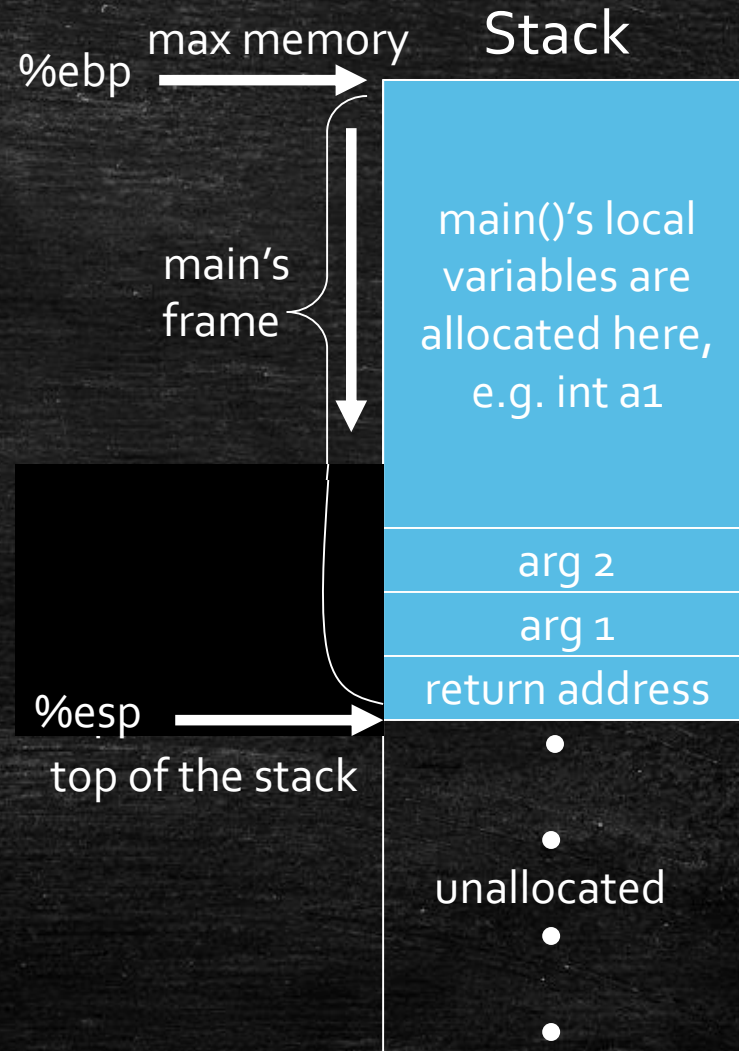 max memory
Stack
%ebp
main()'s local
variables are
allocated here,
e.g. int a1
main's
frame
arg 2
arg 1
return address
%esp
top of the stack
unallocated